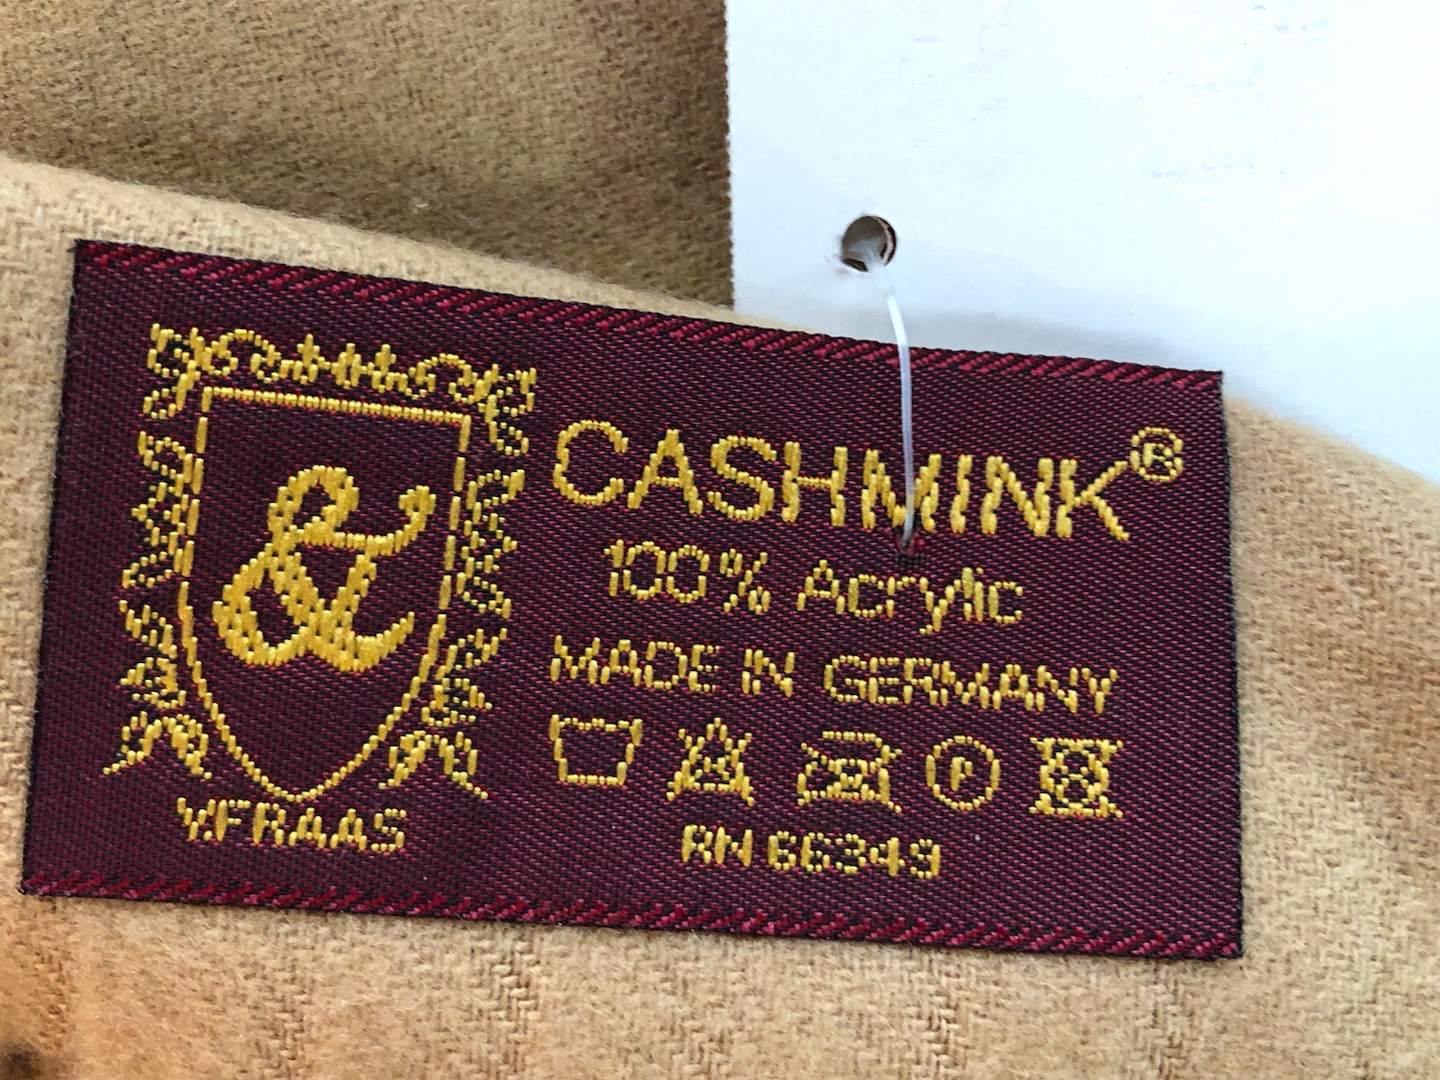 CASHMINK®
100% Acrylic
MADE IN GERMANY
P
RN 66349
&
V.FRAAS